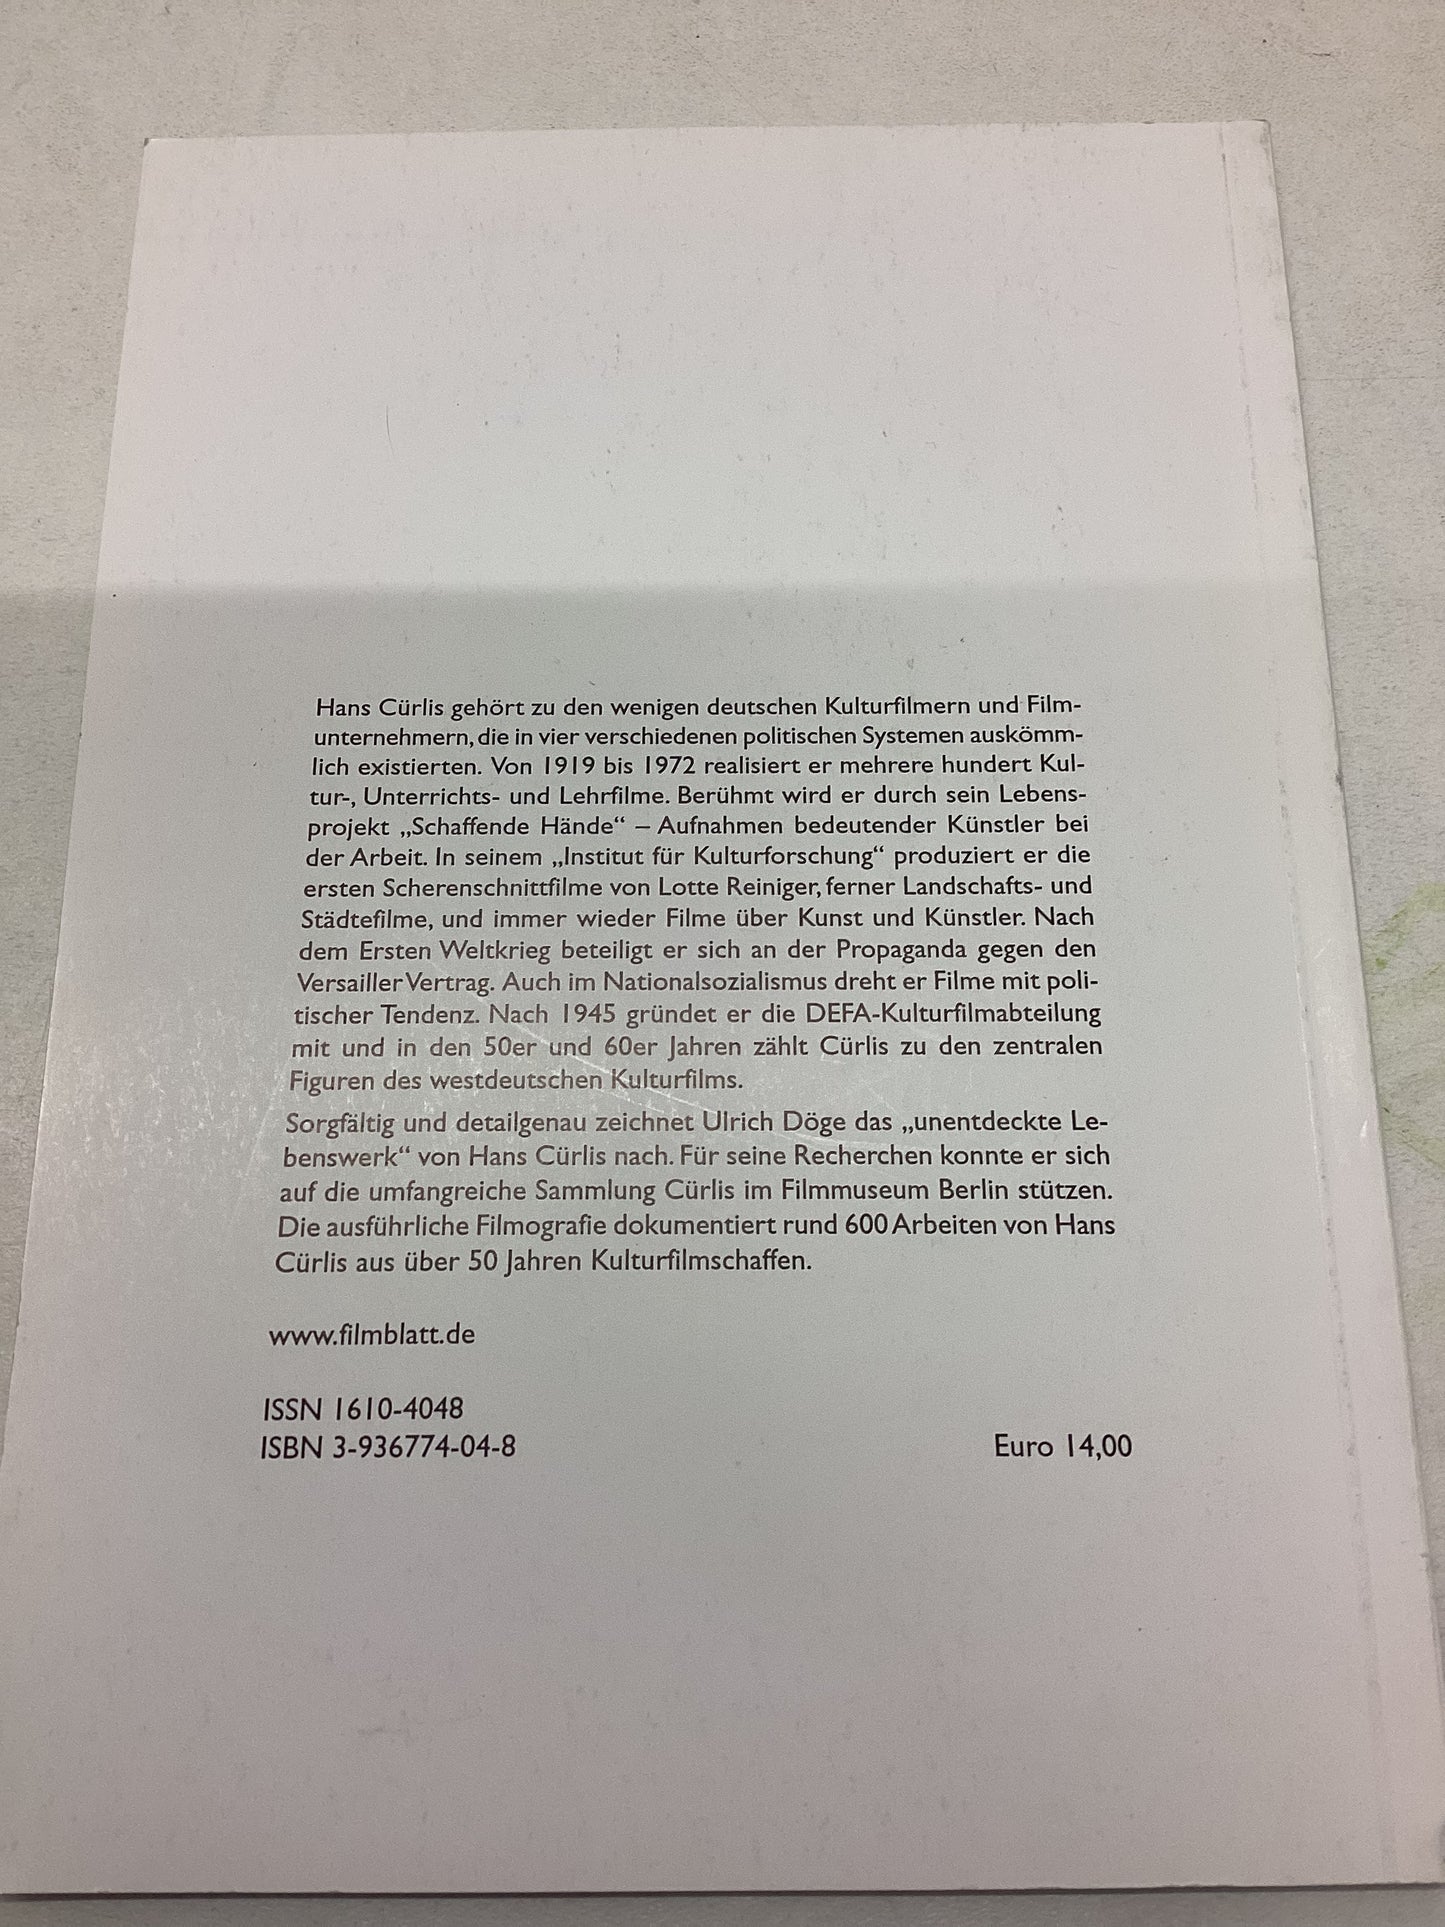 Hans Cürlis gehört zu den wenigen deutschen Kulturfilmern und Film-
unternehmern, die in vier verschiedenen politischen Systemen auskömm-
lich existierten. Von 1919 bis 1972 realisiert er mehrere hundert Kul-
tur-, Unterrichts- und Lehrfilme. Berühmt wird er durch sein Lebens-
projekt „Schaffende Hände“ – Aufnahmen bedeutender Künstler bei
der Arbeit. In seinem „Institut für Kulturforschung“ produziert er die
ersten Scherenschnittfilme von Lotte Reiniger, ferner Landschafts- und
Städtefilme, und immer wieder Filme über Kunst und Künstler. Nach
dem Ersten Weltkrieg beteiligt er sich an der Propaganda gegen den
Versailler Vertrag. Auch im Nationalsozialismus dreht er Filme mit poli-
tischer Tendenz. Nach 1945 gründet er die DEFA-Kulturfilmabteilung
mit und in den 50er und 60er Jahren zählt Cürlis zu den zentralen
Figuren des westdeutschen Kulturfilms.
Sorgfältig und detailgenau zeichnet Ulrich Döge das „unentdeckte Le-
benswerk“ von Hans Cürlis nach. Für seine Recherchen konnte er sich
auf die umfangreiche Sammlung Cürlis im Filmmuseum Berlin stützen.
Die ausführliche Filmografie dokumentiert rund 600 Arbeiten von Hans
Cürlis aus über 50 Jahren Kulturfilmschaffen.
www.filmblatt.de
ISSN 1610-4048
ISBN 3-936774-04-8 Euro 14,00